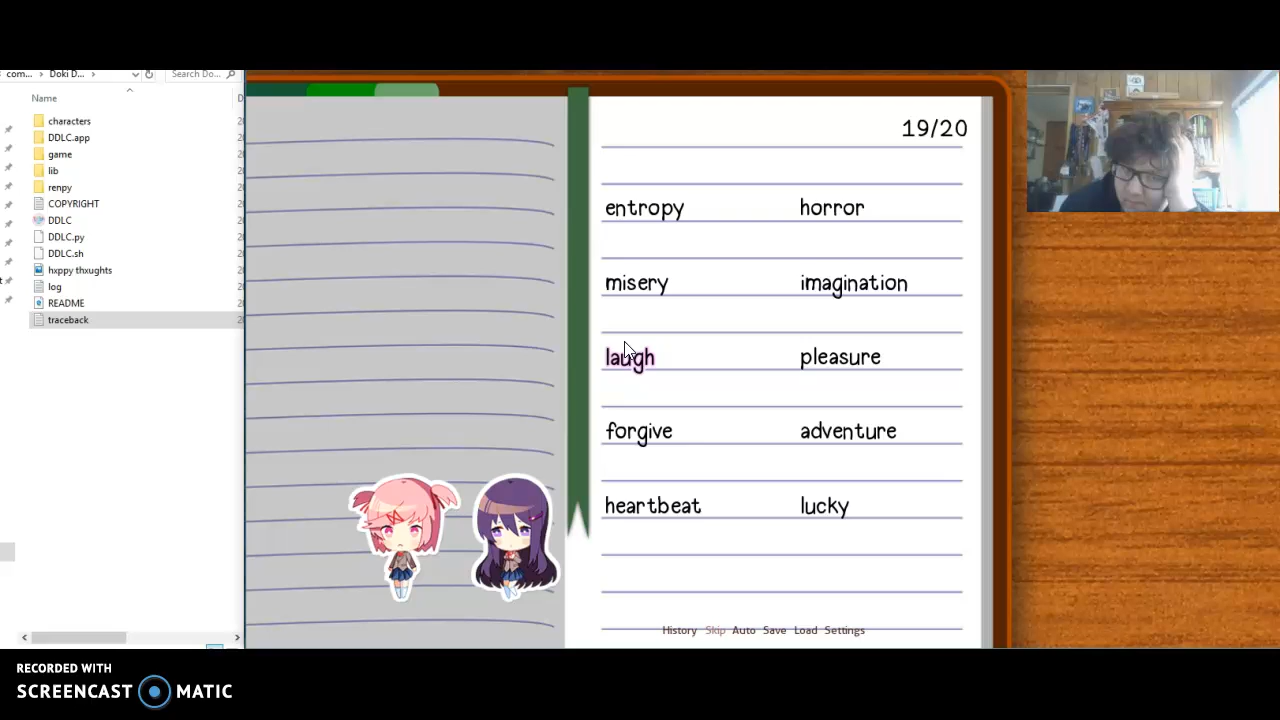 com... > Doki D... >
Search Do...
Name
characters
DDLC.app
game
lib
renpy
COPYRIGHT
DDLC
DDLC.py
DDLC.sh
hxppy thxughts
log
README
traceback
19/20
entropy horror
misery imagination
laugh pleasure
forgive adventure
heartbeat lucky
History Skip Auto Save Load Settings
RECORDED WITH
SCREENCAST MATIC